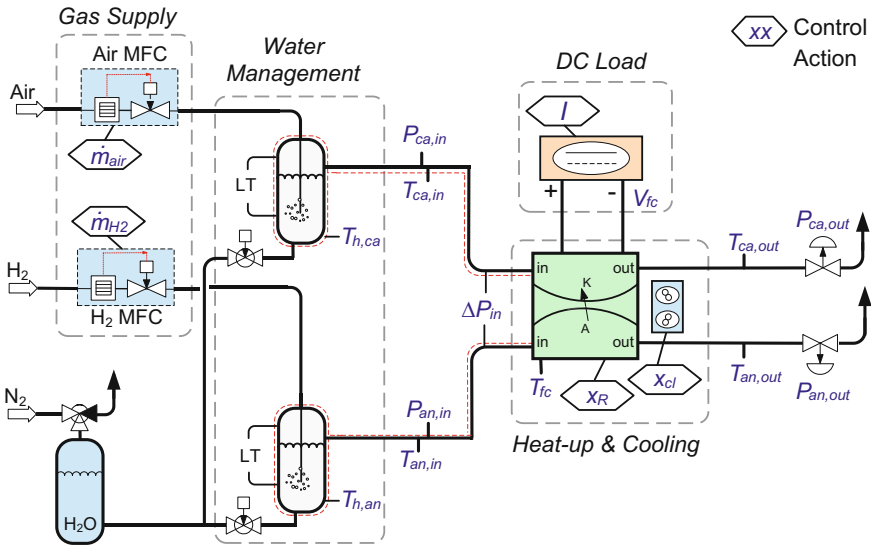 Gas Supply
Air MFC
Air
ṁair
ṁH2
H2
H2 MFC
N2
H2O
Water
Management
LT
Th,ca
LT
Th,an
Pca,in
Tca,in
ΔPin
Pan,in
Tan,in
DC Load
I
+ -
Vfc
in out
K
A
in out
Tfc
xR
xcl
Heat-up & Cooling
Tca,out
Pca,out
Tan,out
Pan,out
xx Control
Action